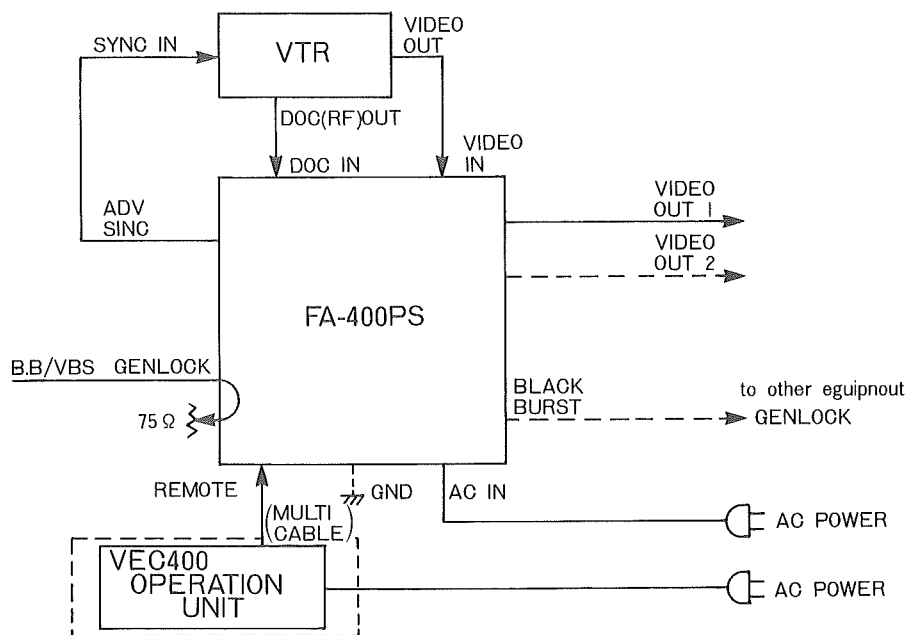 SYNC IN
VTR
VIDEO
OUT
DOC(RF)OUT
DOC IN
VIDEO
IN
ADV
SINC
VIDEO
OUT 1
VIDEO
OUT 2
FA-400PS
B.B/VBS GENLOCK
75Ω
BLACK
BURST
to other eguipnout
GENLOCK
REMOTE
(MULTI
CABLE)
GND
AC IN
AC POWER
VEC400
OPERATION
UNIT
AC POWER